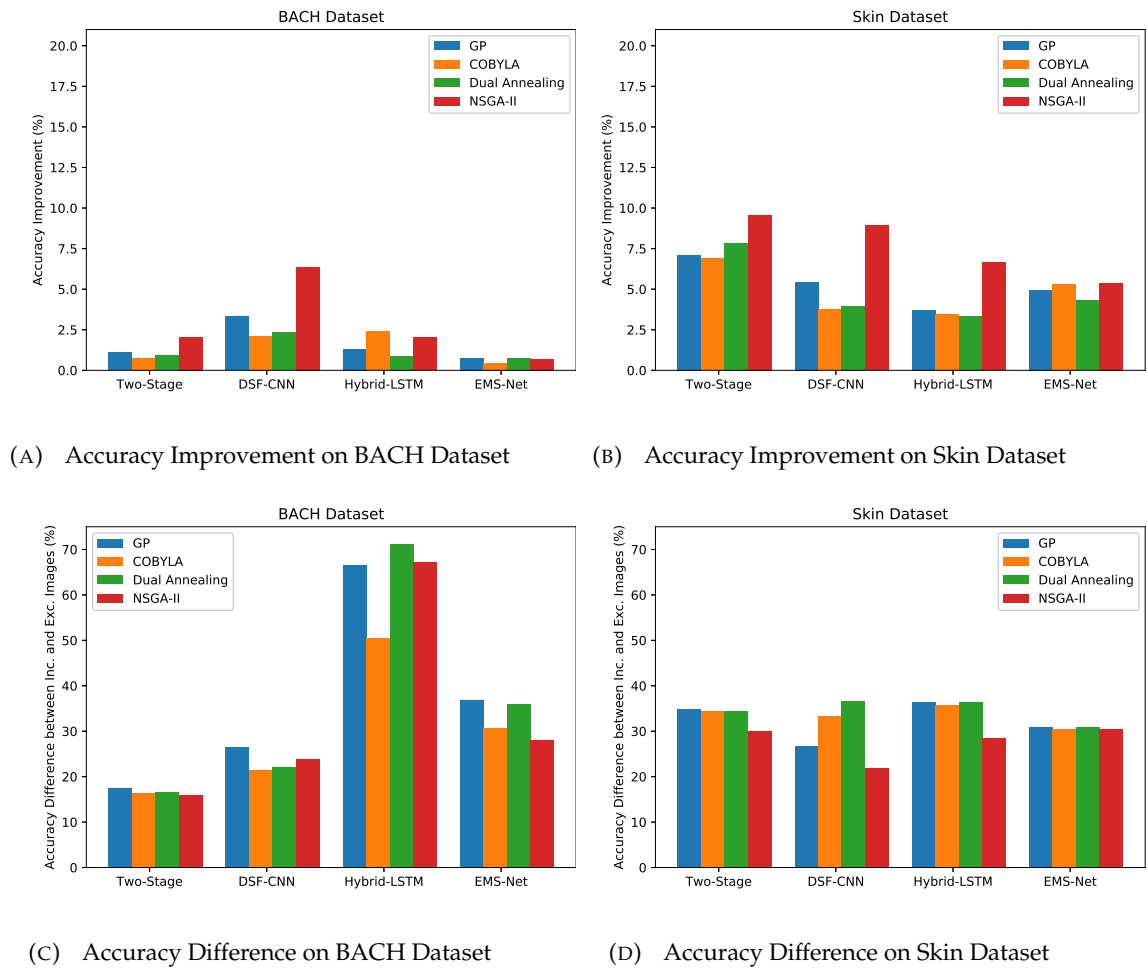 BACH Dataset
Accuracy Improvement (%)
20.0
17.5
15.0
12.5
10.0
7.5
5.0
2.5
0.0
GP
COBYLA
Dual Annealing
NSGA-II
Two-Stage DSF-CNN Hybrid-LSTM EMS-Net
(A) Accuracy Improvement on BACH Dataset
Skin Dataset
Accuracy Improvement (%)
20.0
17.5
15.0
12.5
10.0
7.5
5.0
2.5
0.0
GP
COBYLA
Dual Annealing
NSGA-II
Two-Stage DSF-CNN Hybrid-LSTM EMS-Net
(B) Accuracy Improvement on Skin Dataset
BACH Dataset
Accuracy Difference between Inc. and Exc. Images (%)
70
60
50
40
30
20
10
0
GP
COBYLA
Dual Annealing
NSGA-II
Two-Stage DSF-CNN Hybrid-LSTM EMS-Net
(C) Accuracy Difference on BACH Dataset
Skin Dataset
Accuracy Difference between Inc. and Exc. Images (%)
70
60
50
40
30
20
10
0
GP
COBYLA
Dual Annealing
NSGA-II
Two-Stage DSF-CNN Hybrid-LSTM EMS-Net
(D) Accuracy Difference on Skin Dataset